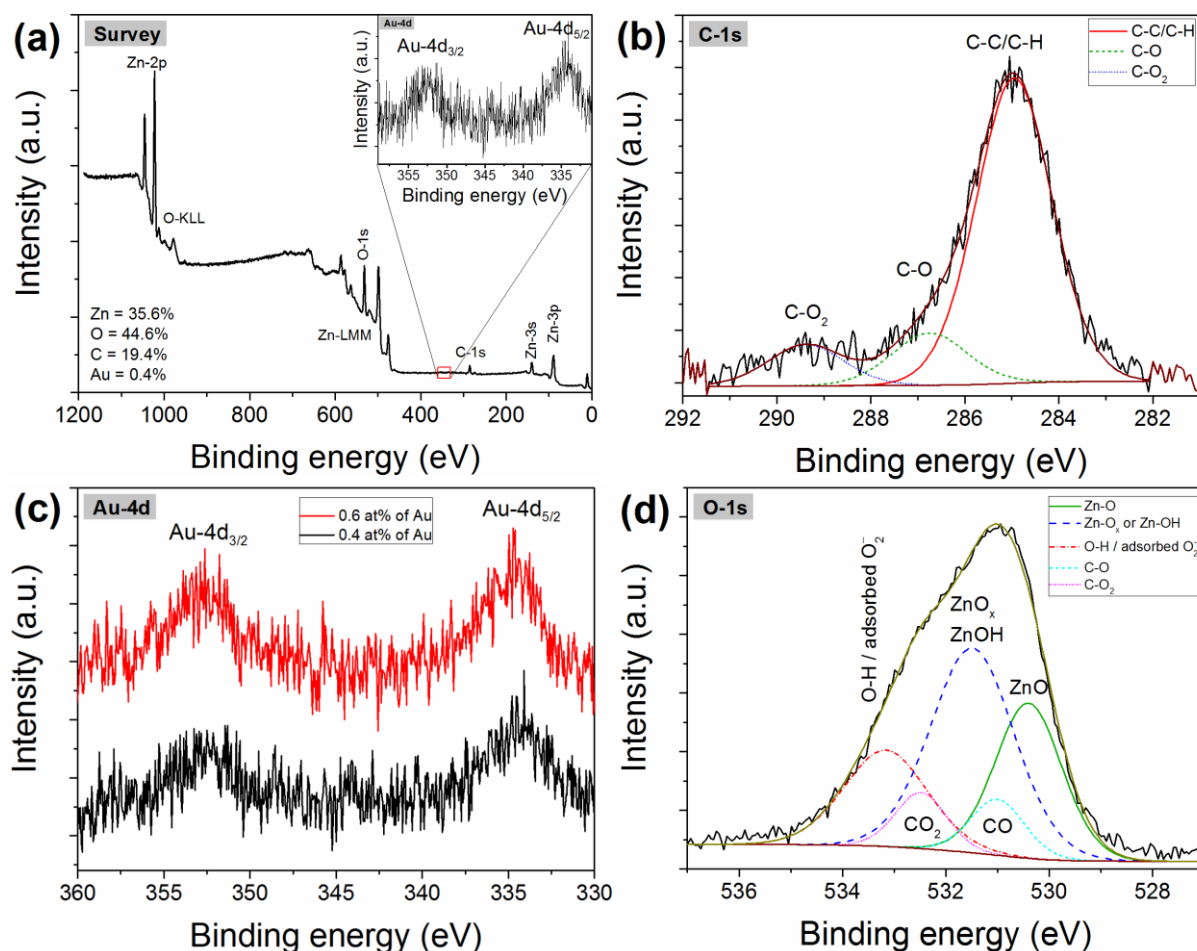 (a)
Survey
Zn-2p
O-KLL
Zn = 35.6%
O = 44.6%
C = 19.4%
Au = 0.4%
Zn-LMM
O-1s
C-1s
Zn-3s
Zn-3p
1200 1000 800 600 400 200 0
Binding energy (eV)
Intensity (a.u.)
Au-4d
Au-4d3/2
Au-4d5/2
Intensity (a.u.)
355 350 345 340 335
Binding energy (eV)
(b)
C-1s
C-C/C-H
C-C/C-H
C-O
C-O2
C-O
C-O2
292 290 288 286 284 282
Binding energy (eV)
Intensity (a.u.)
(c)
Au-4d
0.6 at% of Au
0.4 at% of Au
Au-4d3/2
Au-4d5/2
360 355 350 345 340 335 330
Binding energy (eV)
Intensity (a.u.)
(d)
O-1s
Zn-O
Zn-Ox or Zn-OH
O-H / adsorbed O2-
C-O
C-O2
O-H / adsorbed O2-
ZnOx
ZnOH
ZnO
CO2
CO
536 534 532 530 528
Binding energy (eV)
Intensity (a.u.)